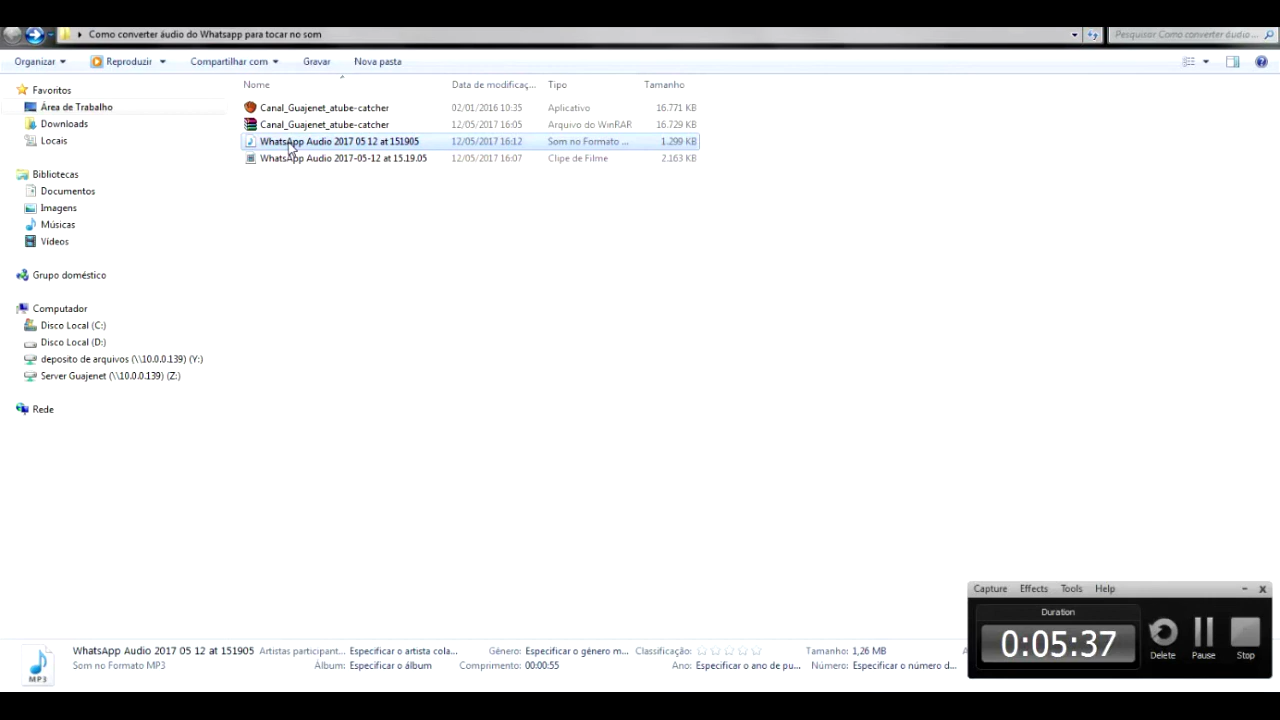 Como converter áudio do Whatsapp para tocar no som
Pesquisar Como converter áudio ...
Organizar
Reproduzir
Compartilhar com
Gravar
Nova pasta
Nome
Data de modificaç...
Tipo
Tamanho
Favoritos
Área de Trabalho
Downloads
Locais
Bibliotecas
Documentos
Imagens
Músicas
Vídeos
Grupo doméstico
Computador
Disco Local (C:)
Disco Local (D:)
deposito de arquivos (\\10.0.0.139) (Y:)
Server Guajenet (\\10.0.0.139) (Z:)
Rede
Canal_Guajenet_atube-catcher 02/01/2016 10:35 Aplicativo 16.771 KB
Canal_Guajenet_atube-catcher 12/05/2017 16:05 Arquivo do WinRAR 16.729 KB
WhatsApp Audio 2017 05 12 at 151905 12/05/2017 16:12 Som no Formato ... 1.299 KB
WhatsApp Audio 2017-05-12 at 15.19.05 12/05/2017 16:07 Clipe de Filme 2.163 KB
Capture Effects Tools Help
Duration
0:05:37
Delete Pause Stop
WhatsApp Audio 2017 05 12 at 151905 Artistas participant... Especificar o artista cola... Gênero: Especificar o gênero m... Classificação: Tamanho: 1,26 MB
Som no Formato MP3 Álbum: Especificar o álbum Comprimento: 00:00:55 Ano: Especificar o ano de pu... Número: Especificar o número d...
MP3